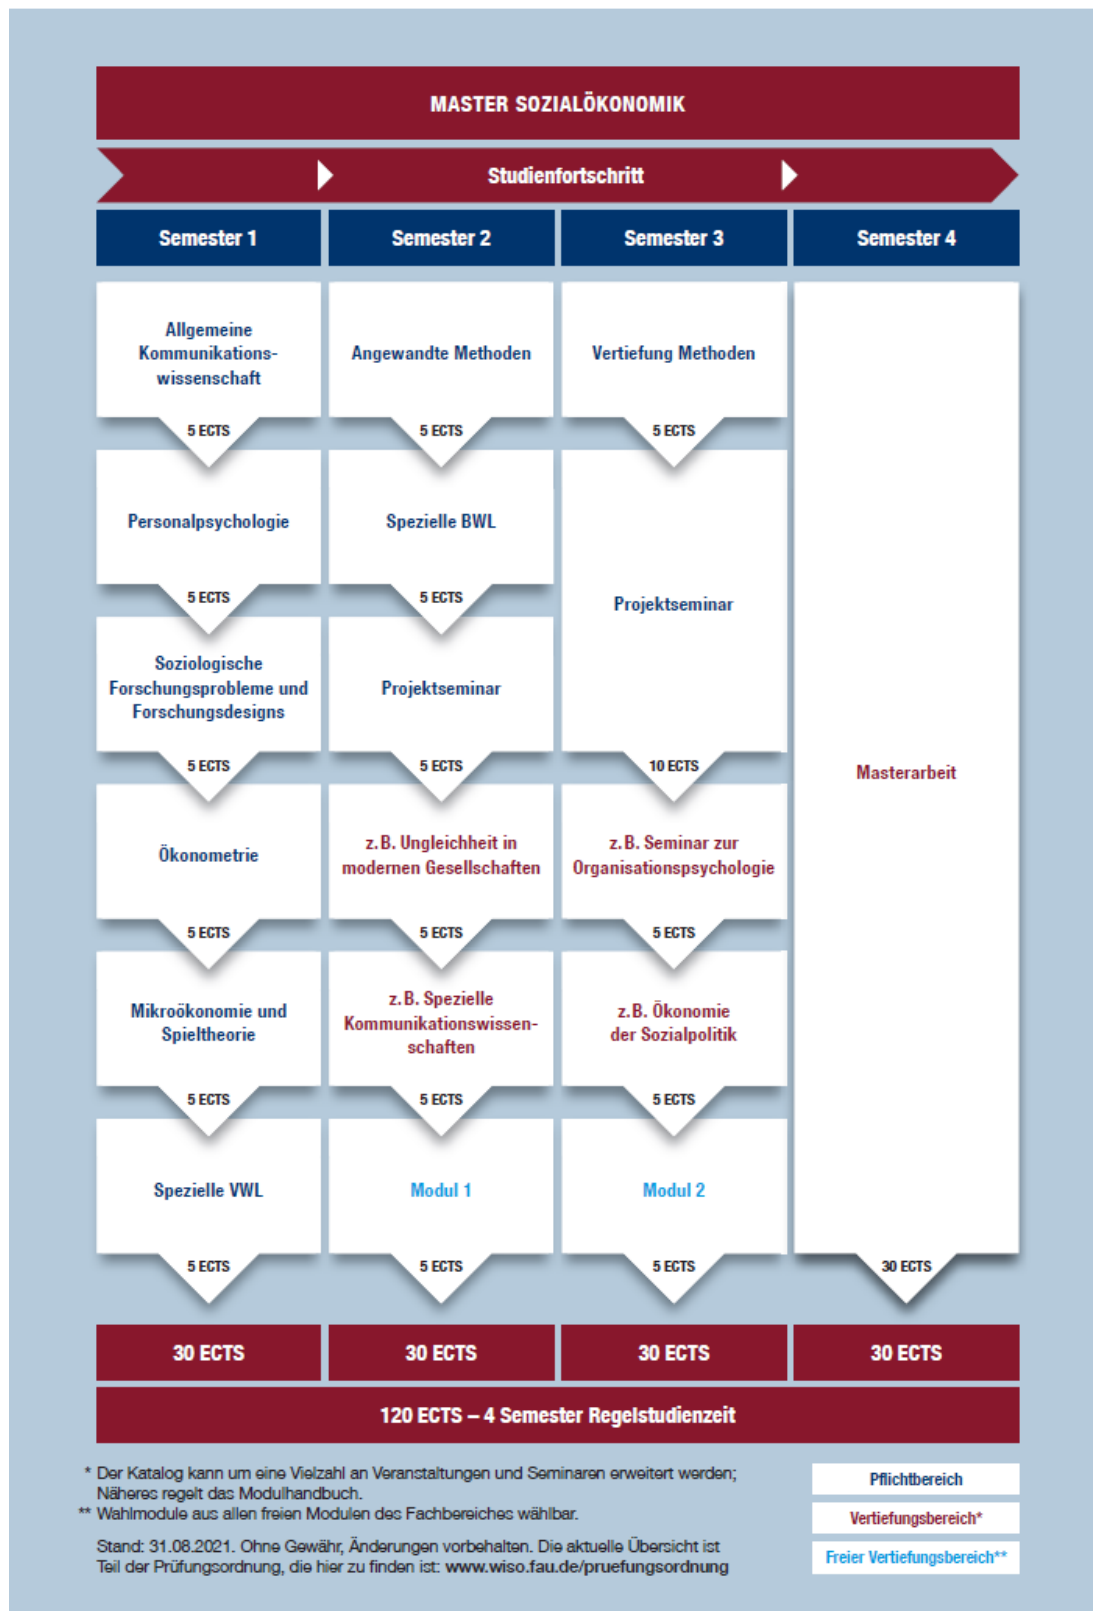 MASTER SOZIALÖKONOMIK
Studienfortschritt
Semester 1
Semester 2
Semester 3
Semester 4
Allgemeine
Kommunikations-
wissenschaft
5 ECTS
Personalpsychologie
5 ECTS
Soziologische
Forschungsprobleme und
Forschungsdesigns
5 ECTS
Ökonometrie
5 ECTS
Mikroökonomie und
Spieltheorie
5 ECTS
Spezielle VWL
5 ECTS
30 ECTS
Angewandte Methoden
5 ECTS
Spezielle BWL
5 ECTS
Projektseminar
5 ECTS
z. B. Ungleichheit in
modernen Gesellschaften
5 ECTS
z. B. Spezielle
Kommunikationswissen-
schaften
5 ECTS
Modul 1
5 ECTS
30 ECTS
Vertiefung Methoden
5 ECTS
Projektseminar
10 ECTS
z. B. Seminar zur
Organisationspsychologie
5 ECTS
z. B. Ökonomie
der Sozialpolitik
5 ECTS
Modul 2
5 ECTS
30 ECTS
Masterarbeit
30 ECTS
30 ECTS
120 ECTS – 4 Semester Regelstudienzeit
* Der Katalog kann um eine Vielzahl an Veranstaltungen und Seminaren erweitert werden;
Näheres regelt das Modulhandbuch.
** Wahlmodule aus allen freien Modulen des Fachbereiches wählbar.
Stand: 31.08.2021. Ohne Gewähr, Änderungen vorbehalten. Die aktuelle Übersicht ist
Teil der Prüfungsordnung, die hier zu finden ist: www.wiso.fau.de/pruefungsordnung
Pflichtbereich
Vertiefungsbereich*
Freier Vertiefungsbereich**